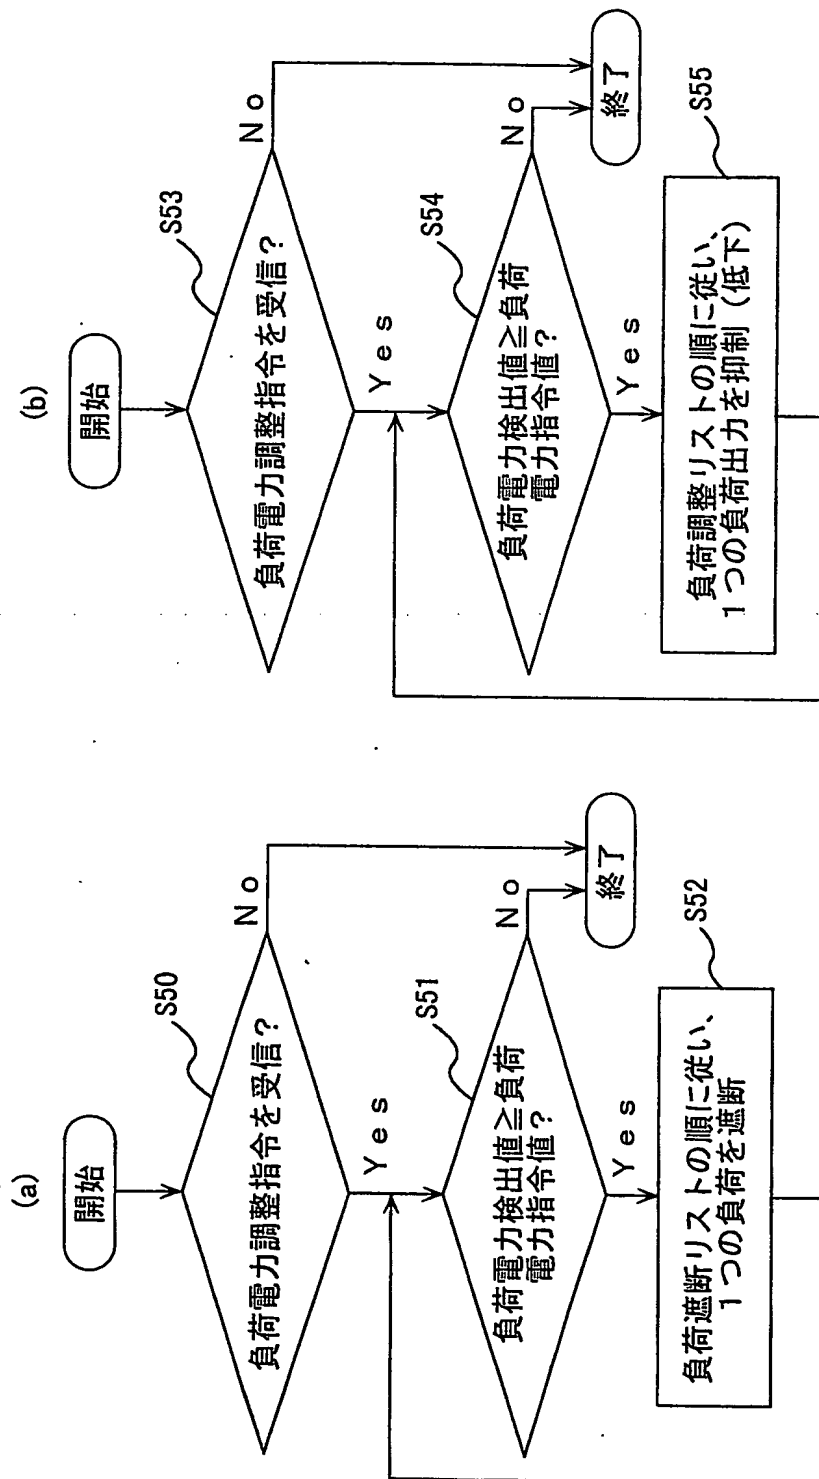 (a)
開始
S50
負荷電力調整指令を受信？
No
Yes
S51
負荷電力検出値≧負荷
電力指令値？
No
終了
Yes
S52
負荷遮断リストの順に従い、
１つの負荷を遮断
(b)
開始
S53
負荷電力調整指令を受信？
No
Yes
S54
負荷電力検出値≧負荷
電力指令値？
No
終了
Yes
S55
負荷調整リストの順に従い、
１つの負荷出力を抑制（低下）